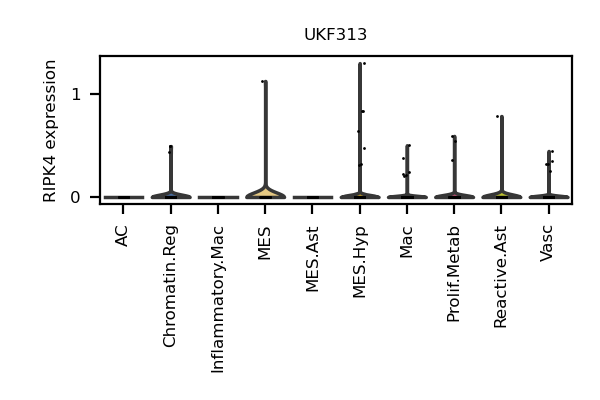 UKF313
RIPK4 expression
1
0
AC
Chromatin.Reg
Inflammatory.Mac
MES
MES.Ast
MES.Hyp
Mac
Prolif.Metab
Reactive.Ast
Vasc